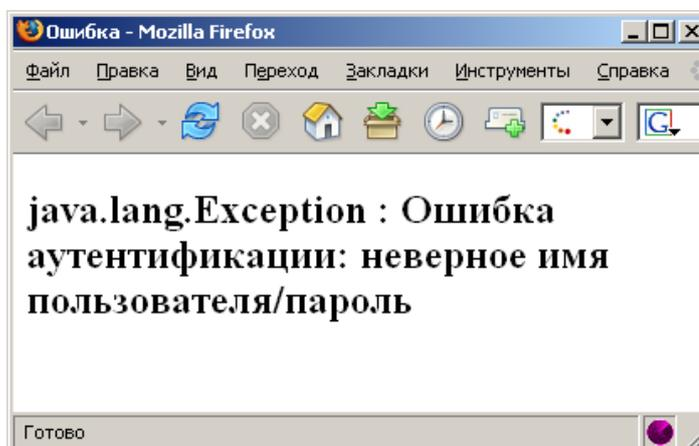 Ошибка - Mozilla Firefox
Файл Правка Вид Переход Закладки Инструменты Справка
G
java.lang.Exception : Ошибка
аутентификации: неверное имя
пользователя/пароль
Готово